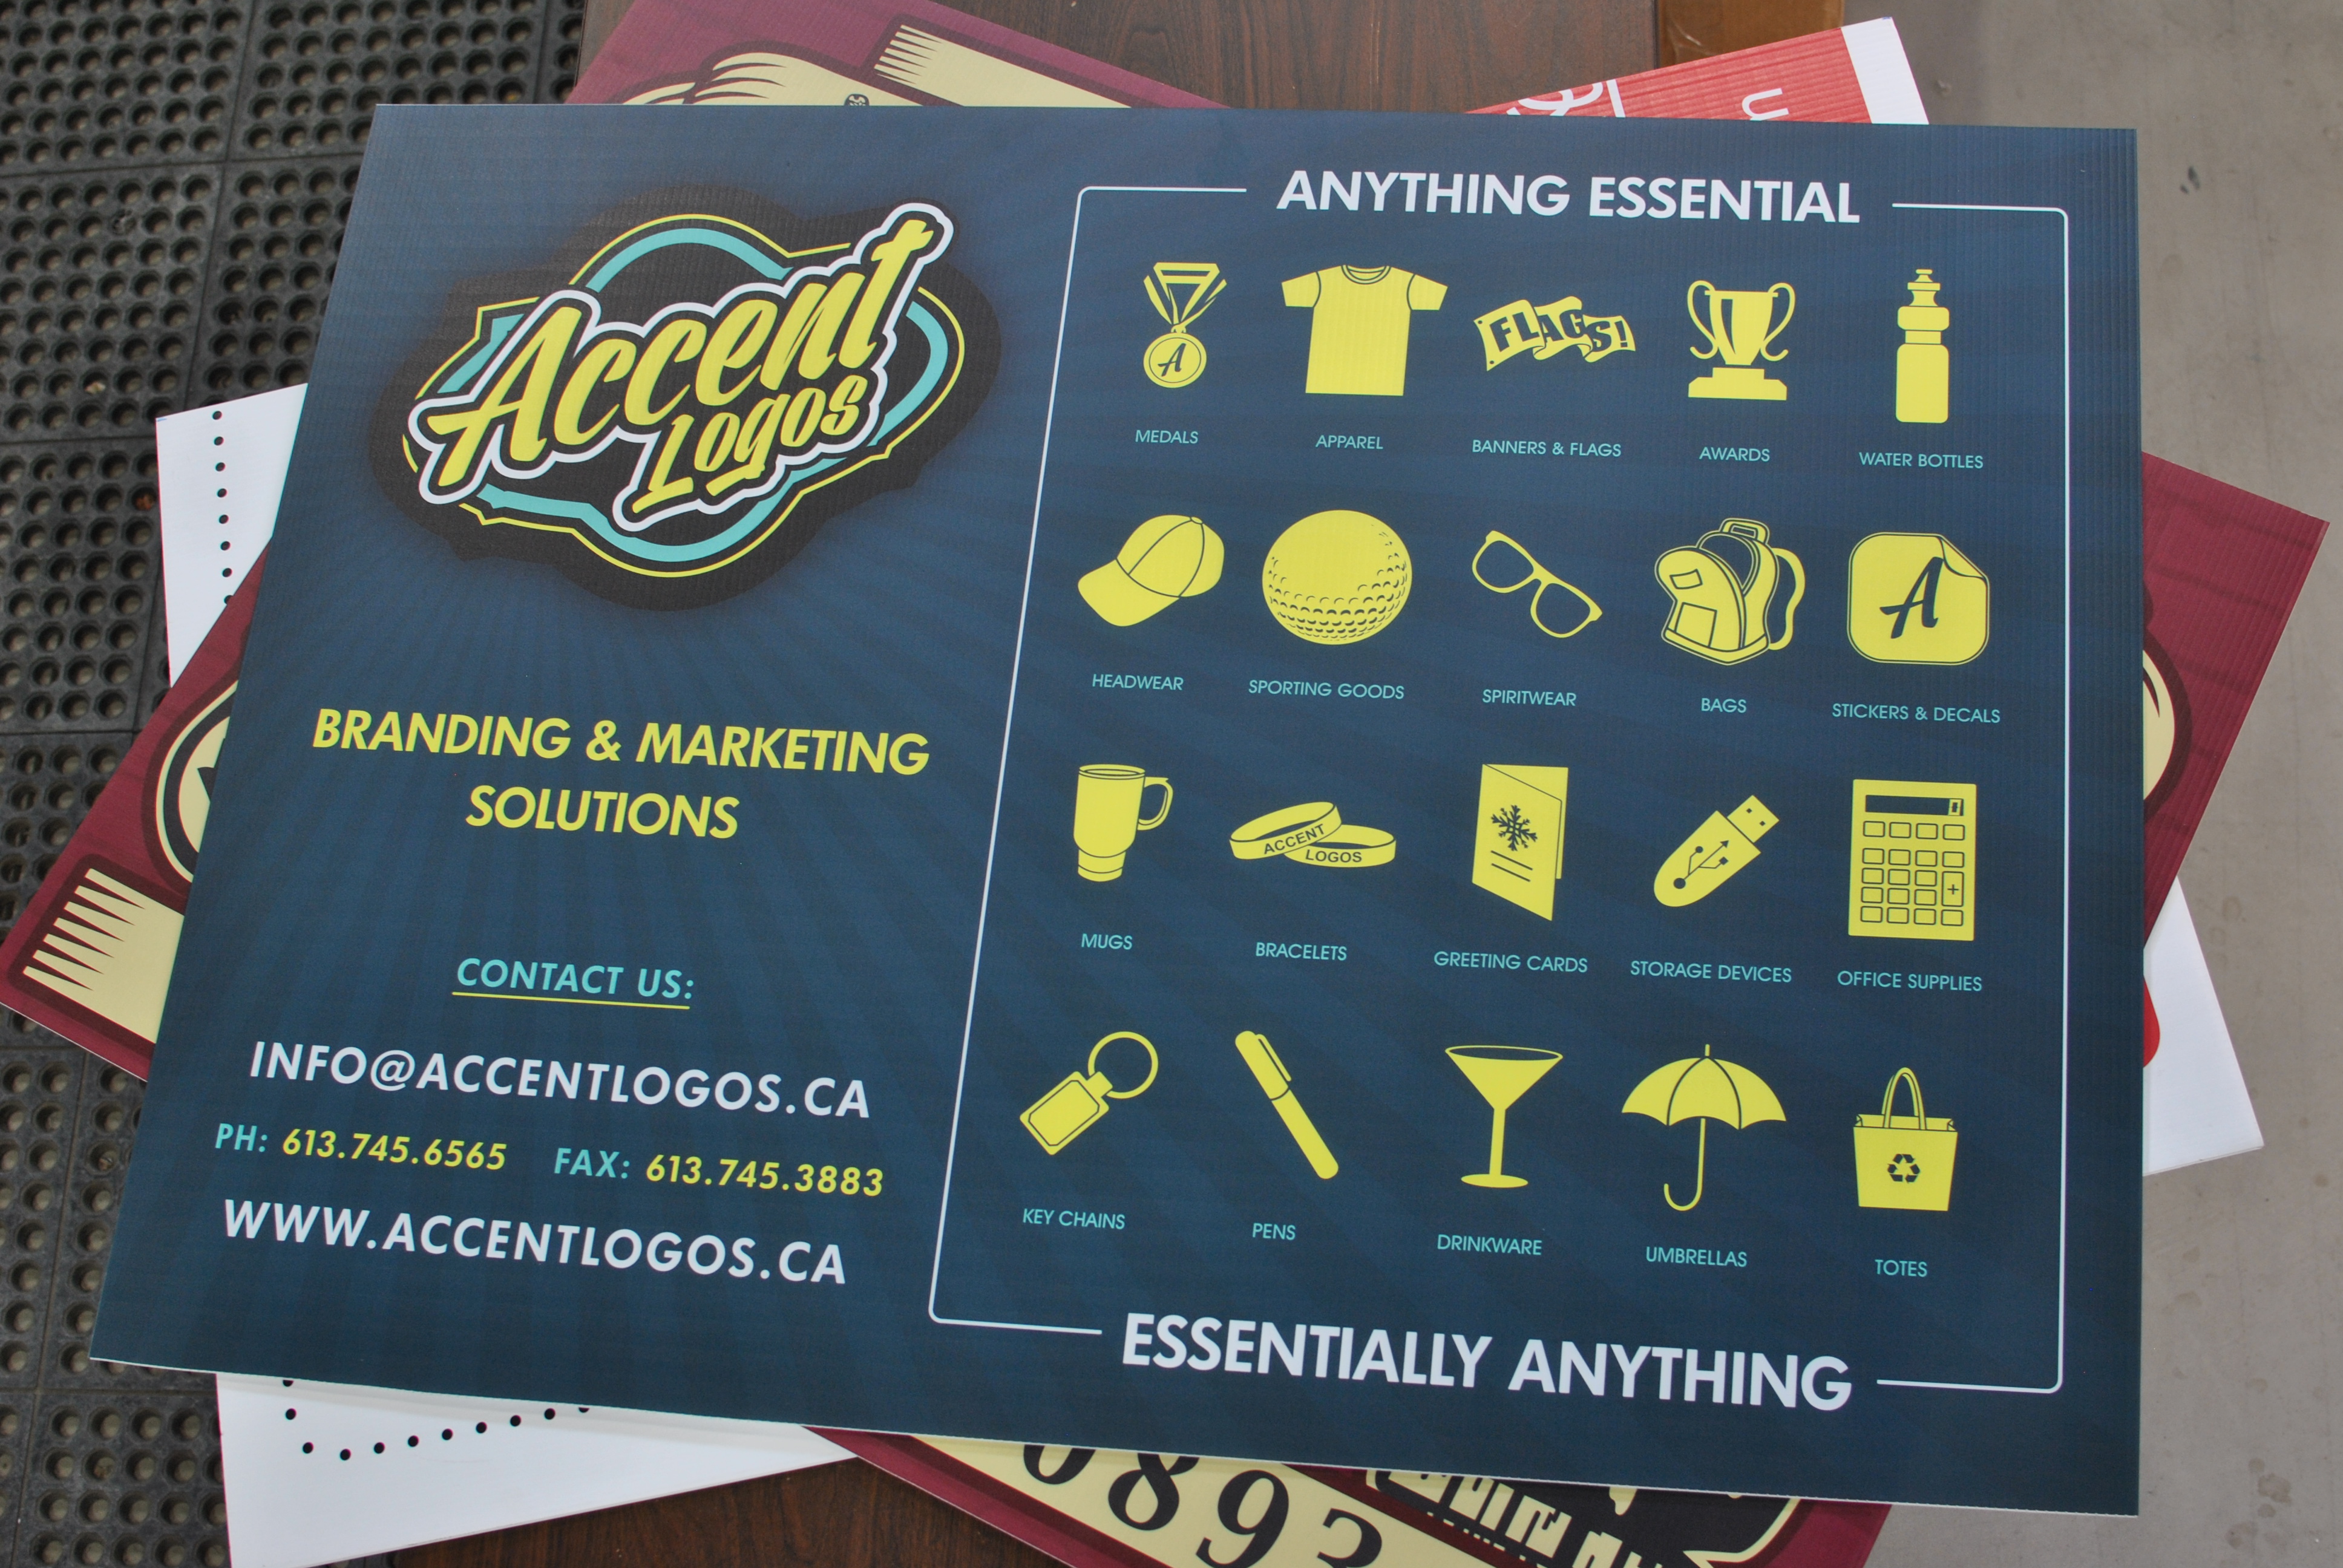 Accent
Logos
BRANDING & MARKETING
SOLUTIONS
CONTACT US:
INFO@ACCENTLOGOS.CA
PH: 613.745.6565 FAX: 613.745.3883
WWW.ACCENTLOGOS.CA
ANYTHING ESSENTIAL
A
FLAGS!
MEDALS APPAREL BANNERS & FLAGS AWARDS WATER BOTTLES
A
HEADWEAR SPORTING GOODS SPIRITWEAR BAGS STICKERS & DECALS
ACCENT
LOGOS
+
MUGS BRACELETS GREETING CARDS STORAGE DEVICES OFFICE SUPPLIES
KEY CHAINS PENS DRINKWARE UMBRELLAS TOTES
ESSENTIALLY ANYTHING
0893